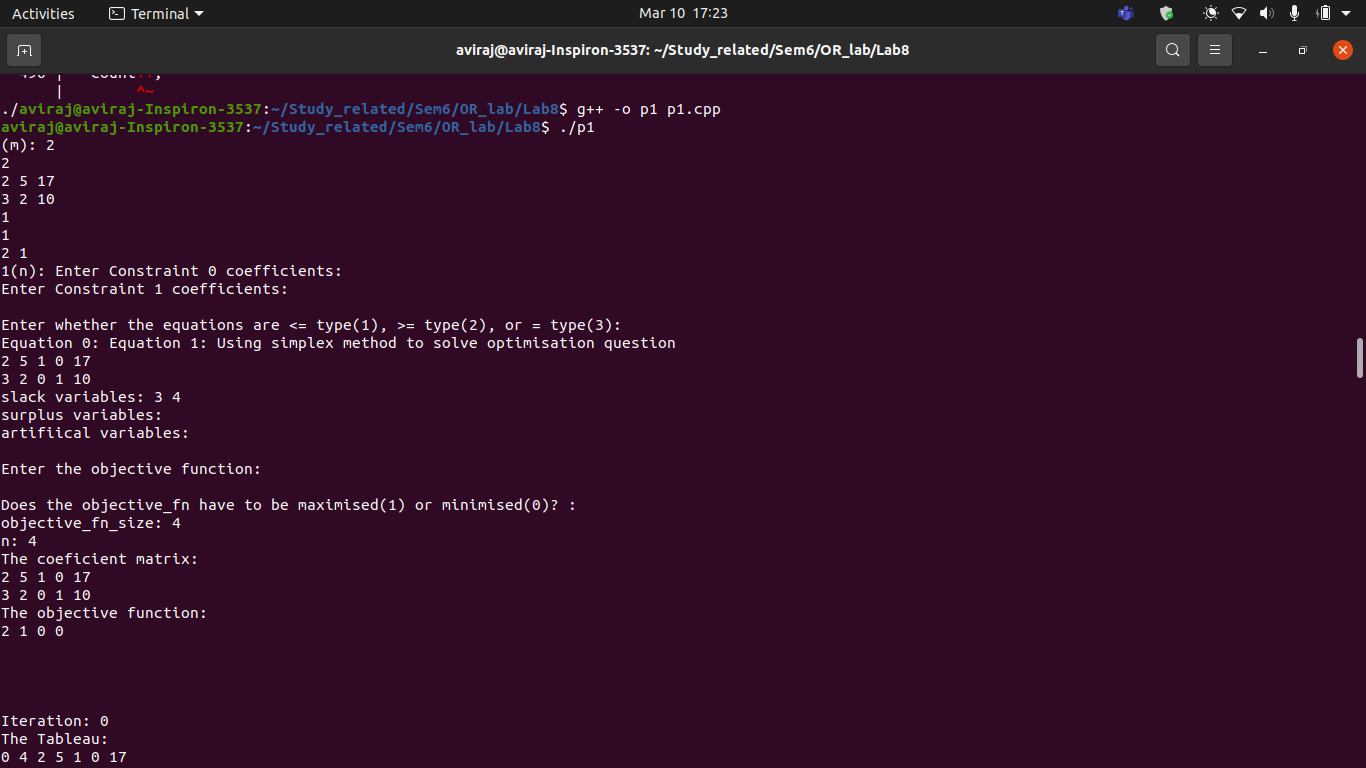 Activities Terminal Mar 10 17:23
aviraj@aviraj-Inspiron-3537: ~/Study_related/Sem6/OR_lab/Lab8
| ^~
./aviraj@aviraj-Inspiron-3537:~/Study_related/Sem6/OR_lab/Lab8$ g++ -o p1 p1.cpp
aviraj@aviraj-Inspiron-3537:~/Study_related/Sem6/OR_lab/Lab8$ ./p1
(m): 2
2
2 5 17
3 2 10
1
1
2 1
1(n): Enter Constraint 0 coefficients:
Enter Constraint 1 coefficients:
Enter whether the equations are <= type(1), >= type(2), or = type(3):
Equation 0: Equation 1: Using simplex method to solve optimisation question
2 5 1 0 17
3 2 0 1 10
slack variables: 3 4
surplus variables:
artifiical variables:
Enter the objective function:
Does the objective_fn have to be maximised(1) or minimised(0)? :
objective_fn_size: 4
n: 4
The coeficient matrix:
2 5 1 0 17
3 2 0 1 10
The objective function:
2 1 0 0
Iteration: 0
The Tableau:
0 4 2 5 1 0 17